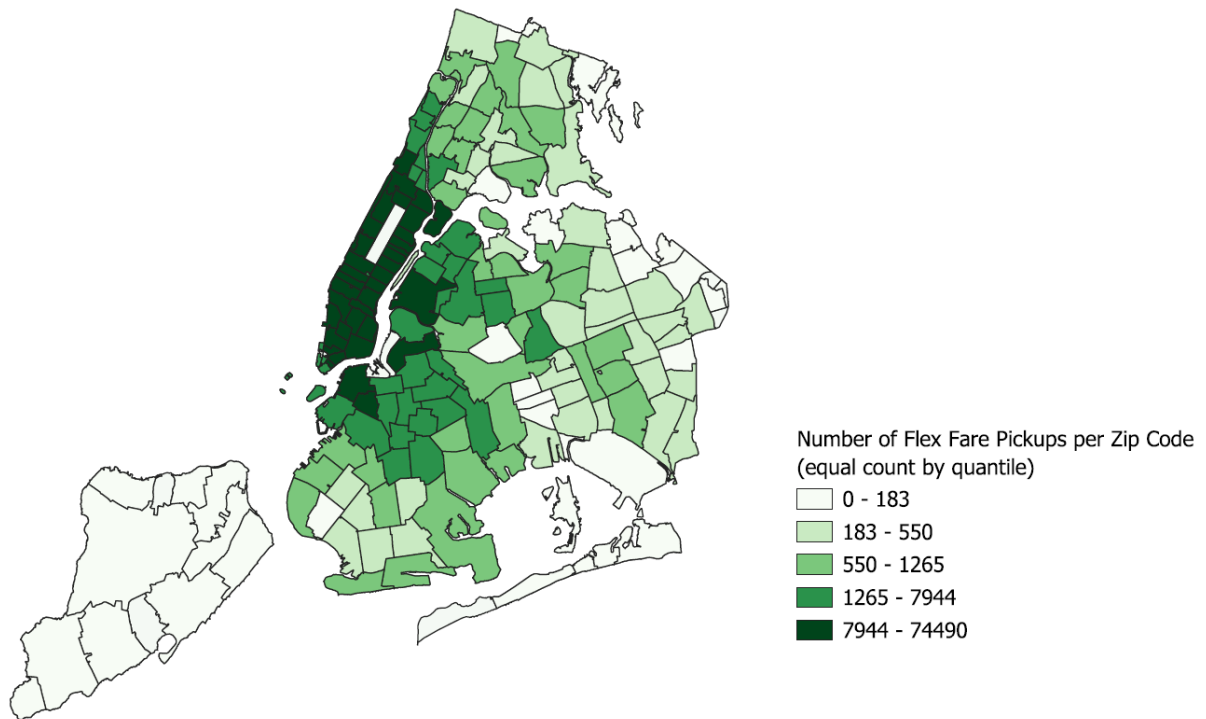 Number of Flex Fare Pickups per Zip Code
(equal count by quantile)
0 - 183
183 - 550
550 - 1265
1265 - 7944
7944 - 74490